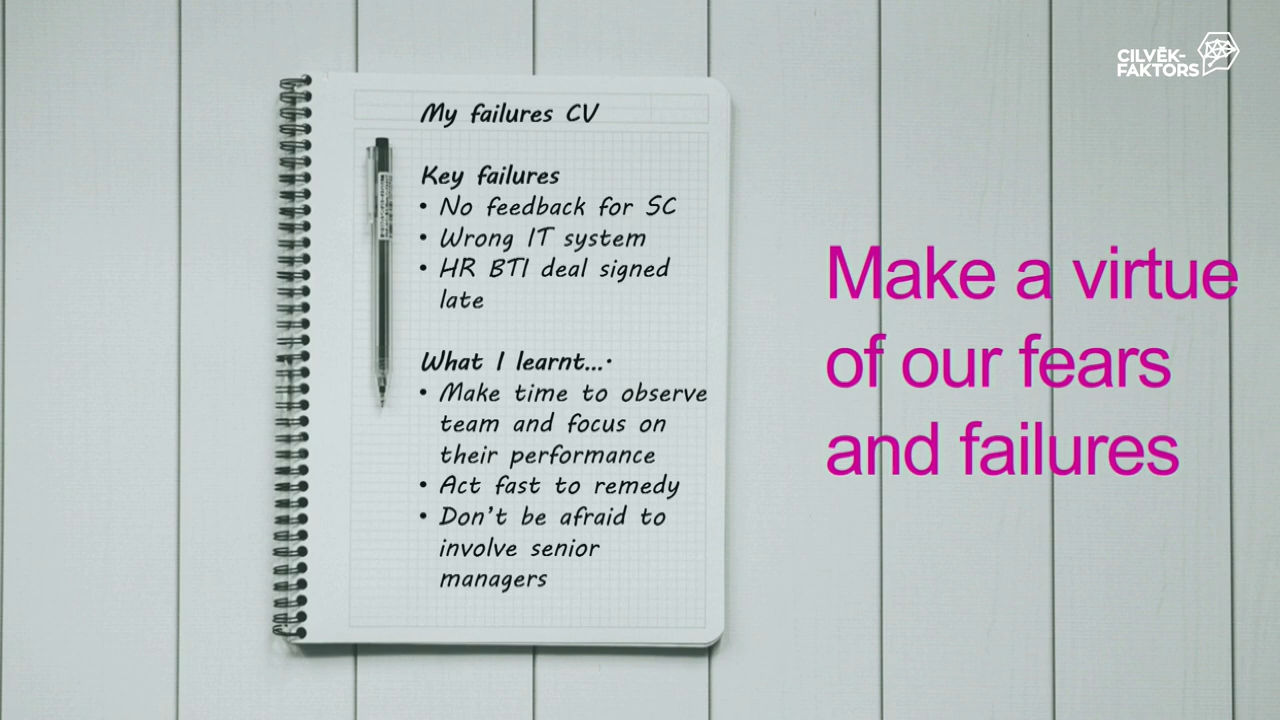 CILVĒK-
FAKTORS
My failures CV
Key failures
• No feedback for SC
• Wrong IT system
• HR BTI deal signed
late
What I learnt...·
• Make time to observe
team and focus on
their performance
• Act fast to remedy
• Don't be afraid to
involve senior
managers
Make a virtue
of our fears
and failures